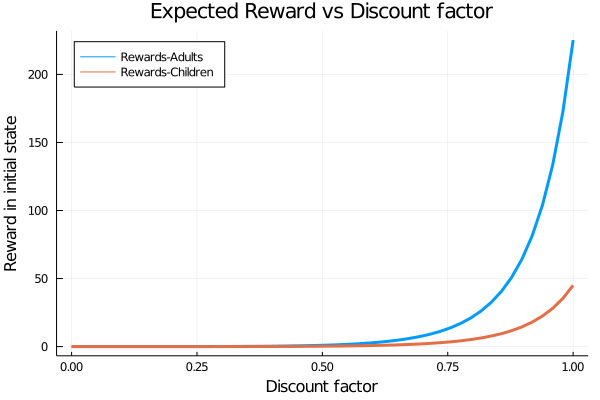 Expected Reward vs Discount factor
Rewards-Adults
Rewards-Children
Reward in initial state
200
150
100
50
0
0.00 0.25 0.50 0.75 1.00
Discount factor